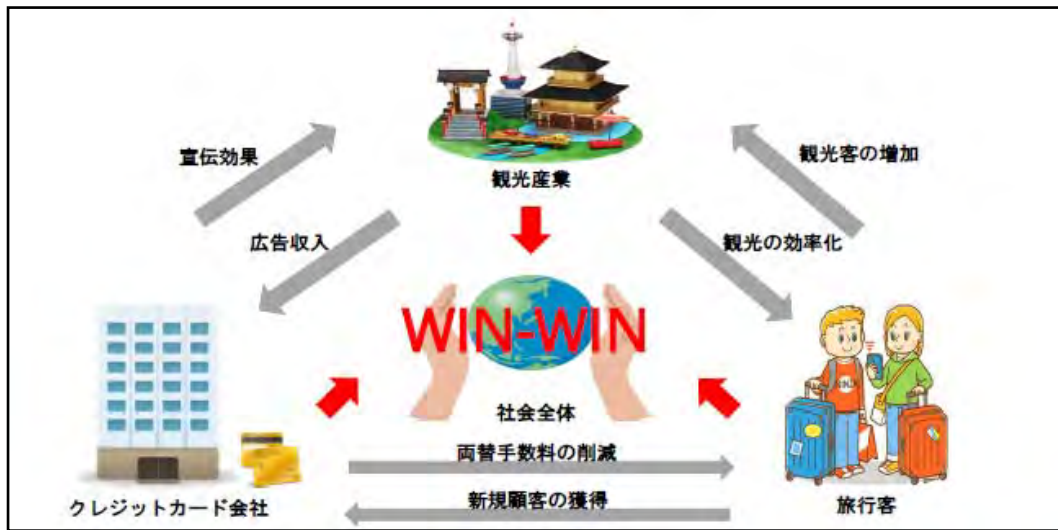 観光産業
宣伝効果
観光客の増加
広告収入
観光の効率化
WIN-WIN
社会全体
両替手数料の削減
新規顧客の獲得
クレジットカード会社
旅行客